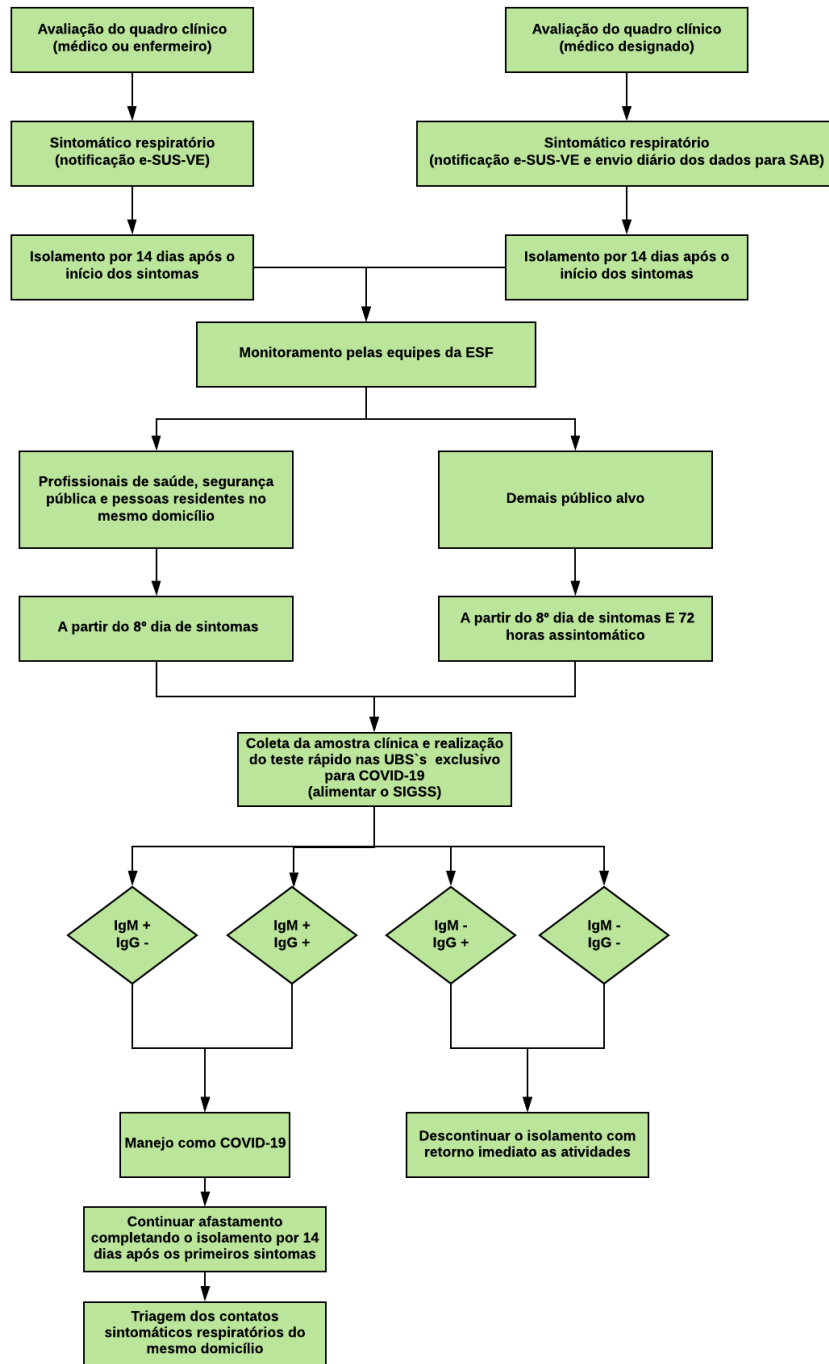 Avaliação do quadro clínico
(médico ou enfermeiro)
Avaliação do quadro clínico
(médico designado)
Sintomático respiratório
(notificação e-SUS-VE)
Sintomático respiratório
(notificação e-SUS-VE e envio diário dos dados para SAB)
Isolamento por 14 dias após o
início dos sintomas
Isolamento por 14 dias após o
início dos sintomas
Monitoramento pelas equipes da ESF
Profissionais de saúde, segurança
pública e pessoas residentes no
mesmo domicílio
Demais público alvo
A partir do 8º dia de sintomas
A partir do 8º dia de sintomas E 72
horas assintomático
Coleta da amostra clínica e realização
do teste rápido nas UBS`s exclusivo
para COVID-19
(alimentar o SIGSS)
IgM +
IgG -
IgM +
IgG +
IgM -
IgG +
IgM -
IgG -
Manejo como COVID-19
Descontinuar o isolamento com
retorno imediato as atividades
Continuar afastamento
completando o isolamento por 14
dias após os primeiros sintomas
Triagem dos contatos
sintomáticos respiratórios do
mesmo domicílio